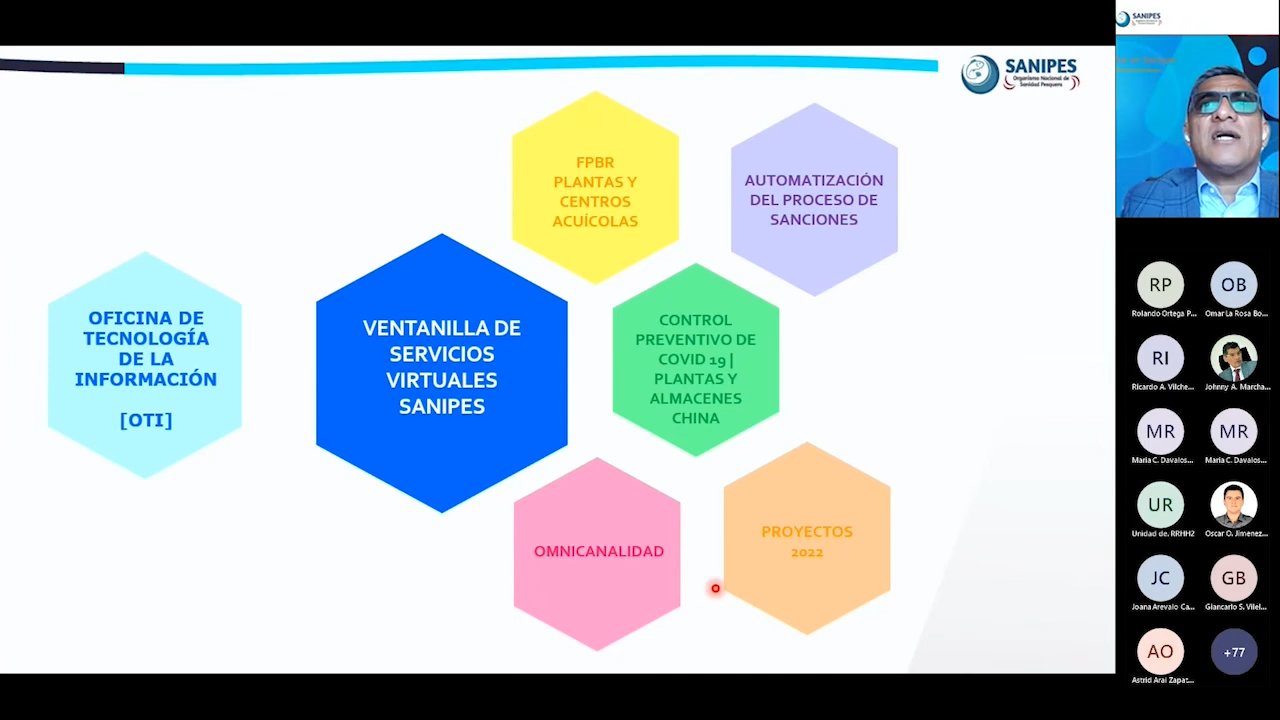 SANIPES
Organismo Nacional de
Sanidad Pesquera
FPBR
PLANTAS Y
CENTROS
ACUÍCOLAS
AUTOMATIZACIÓN
DEL PROCESO DE
SANCIONES
OFICINA DE
TECNOLOGÍA
DE LA
INFORMACIÓN
[OTI]
VENTANILLA DE
SERVICIOS
VIRTUALES
SANIPES
CONTROL
PREVENTIVO DE
COVID 19 |
PLANTAS Y
ALMACENES
CHINA
OMNICANALIDAD
PROYECTOS
2022
SANIPES
RP
Rolando Ortega P...
OB
Omar La Rosa Bo...
RI
Ricardo A. Vilche...
Johnny A. Marcha...
MR
Maria C. Davalos...
MR
Maria C. Davalos...
UR
Unidad de. RRHH2
Oscar O. Jimenez...
JC
Joana Arevalo Ca...
GB
Giancarlo S. Vilel...
AO
Astrid Arai Zapat...
+77